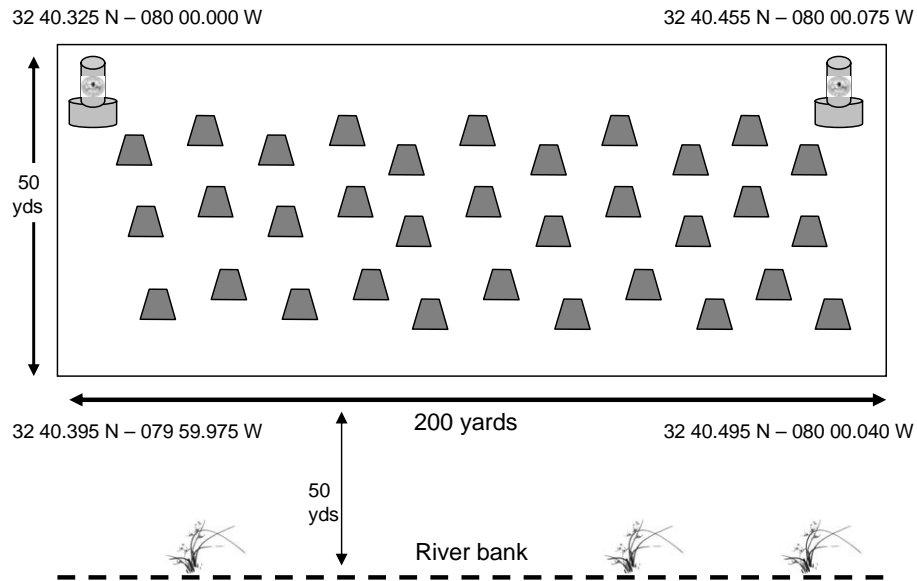 32 40.325 N – 080 00.000 W
32 40.455 N – 080 00.075 W
50
yds
200 yards
32 40.395 N – 079 59.975 W
32 40.495 N – 080 00.040 W
50
yds
River bank